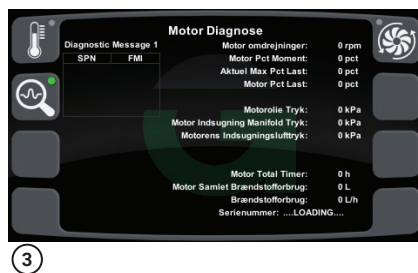 Motor Diagnose
Diagnostic Message 1
SPN FMI
Motor omdrejninger: 0 rpm
Motor Pct Moment: 0 pct
Aktuel Max Pct Last: 0 pct
Motor Pct Last: 0 pct
Motorolie Tryk: 0 kPa
Motor Indsugning Manifold Tryk: 0 kPa
Motorens Indsugningslufttryk: 0 kPa
Motor Total Timer: 0 h
Motor Samlet Brændstofforbrug: 0 L
Brændstofforbrug: 0 L/h
Serienummer: ....LOADING....
3